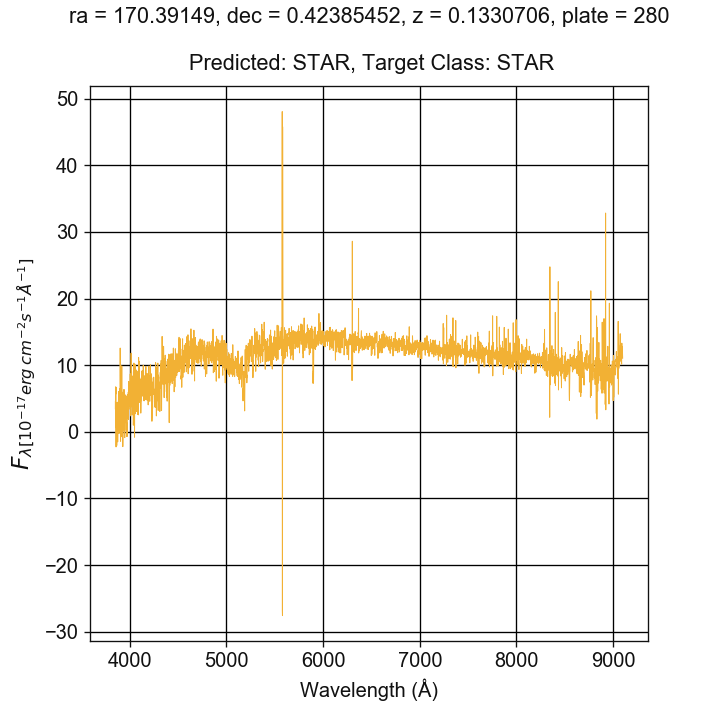 ra = 170.39149, dec = 0.42385452, z = 0.1330706, plate = 280
Predicted: STAR, Target Class: STAR
50
40
30
20
10
0
−10
−20
−30
F_λ[10⁻¹⁷erg cm⁻²s⁻¹Å⁻¹]
4000 5000 6000 7000 8000 9000
Wavelength (Å)